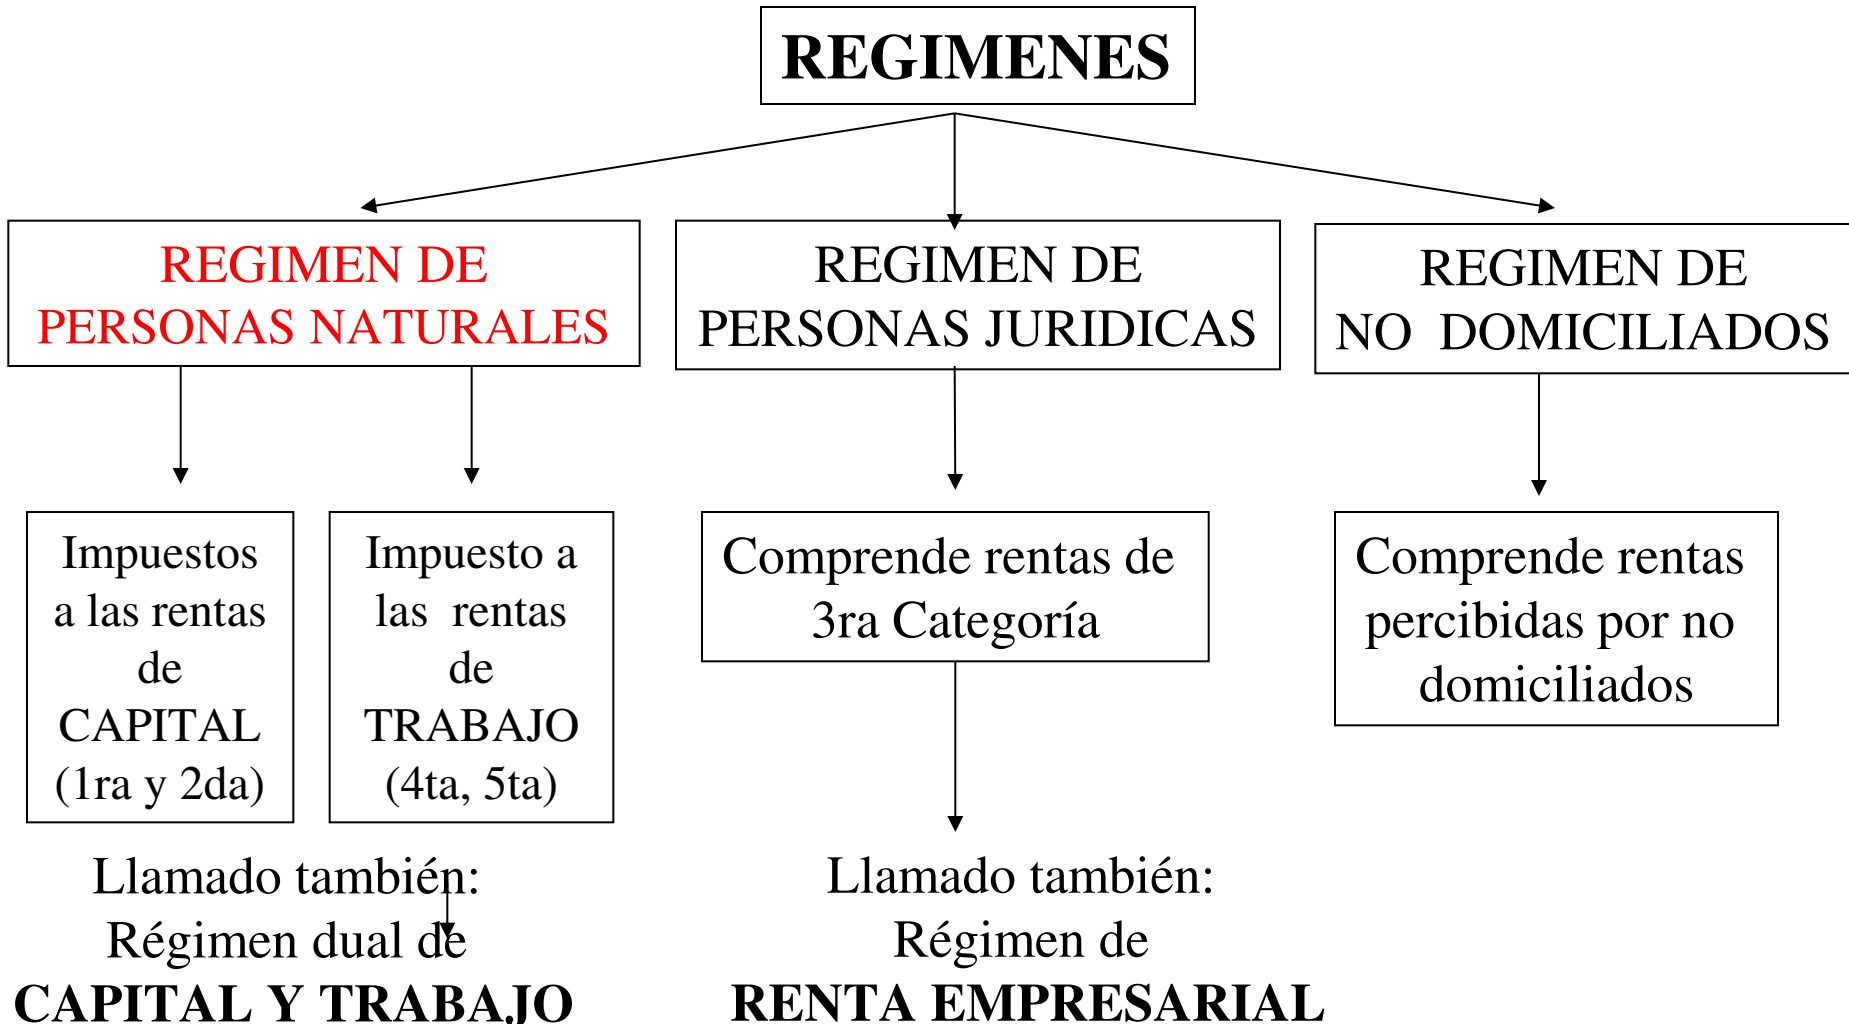 REGIMENES
REGIMEN DE
PERSONAS NATURALES
REGIMEN DE
PERSONAS JURIDICAS
REGIMEN DE
NO DOMICILIADOS
Impuestos
a las rentas
de
CAPITAL
(1ra y 2da)
Impuesto a
las rentas
de
TRABAJO
(4ta, 5ta)
Comprende rentas de
3ra Categoría
Comprende rentas
percibidas por no
domiciliados
Llamado también:
Régimen dual de
CAPITAL Y TRABAJO
Llamado también:
Régimen de
RENTA EMPRESARIAL